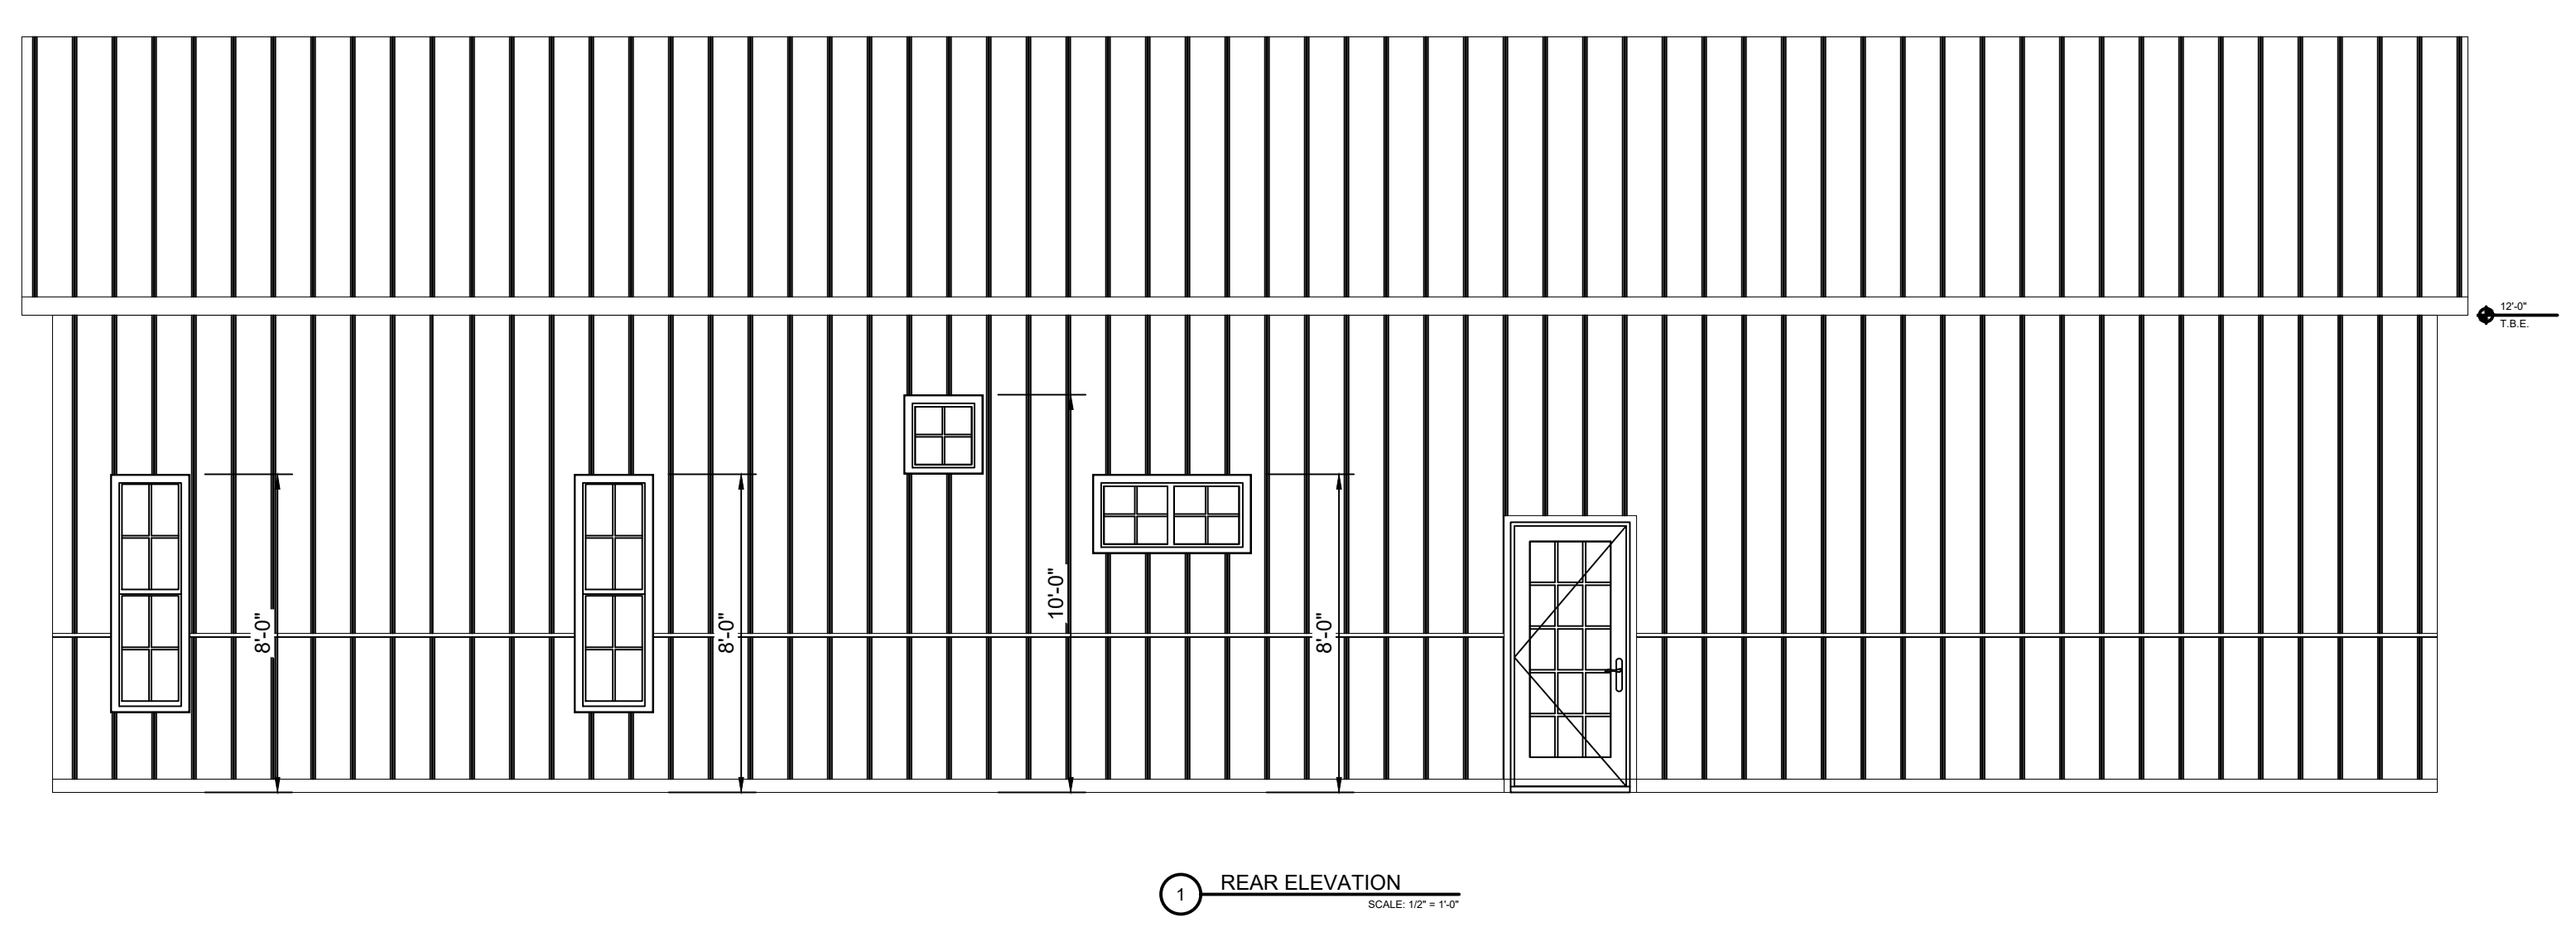 12'-0"
T.B.E.
8'-0"
8'-0"
10'-0"
8'-0"
1
REAR ELEVATION
SCALE: 1/2" = 1'-0"